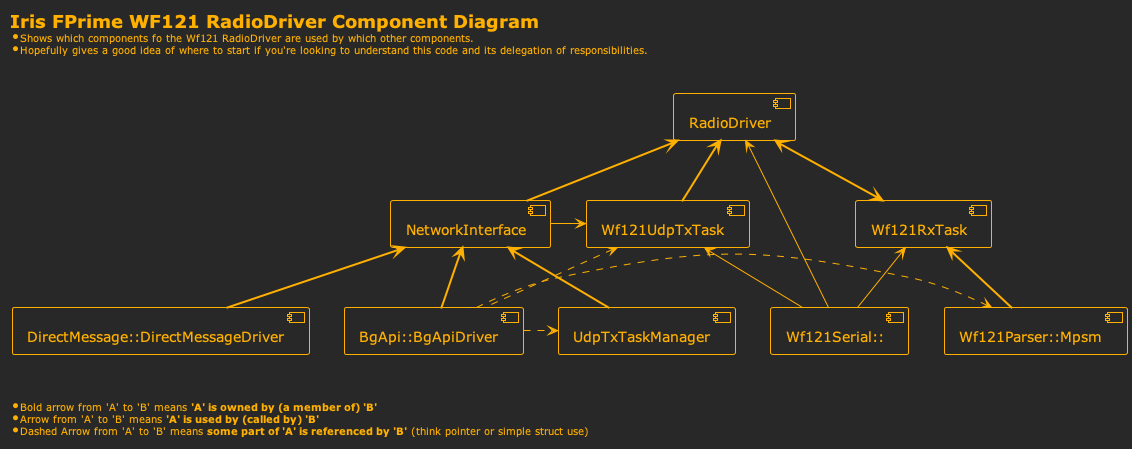 Iris FPrime WF121 RadioDriver Component Diagram
•Shows which components fo the Wf121 RadioDriver are used by which other components.
•Hopefully gives a good idea of where to start if you're looking to understand this code and its delegation of responsibilities.
RadioDriver
NetworkInterface
Wf121UdpTxTask
Wf121RxTask
DirectMessage::DirectMessageDriver
BgApi::BgApiDriver
UdpTxTaskManager
Wf121Serial::
Wf121Parser::Mpsm
•Bold arrow from 'A' to 'B' means 'A' is owned by (a member of) 'B'
•Arrow from 'A' to 'B' means 'A' is used by (called by) 'B'
•Dashed Arrow from 'A' to 'B' means some part of 'A' is referenced by 'B' (think pointer or simple struct use)